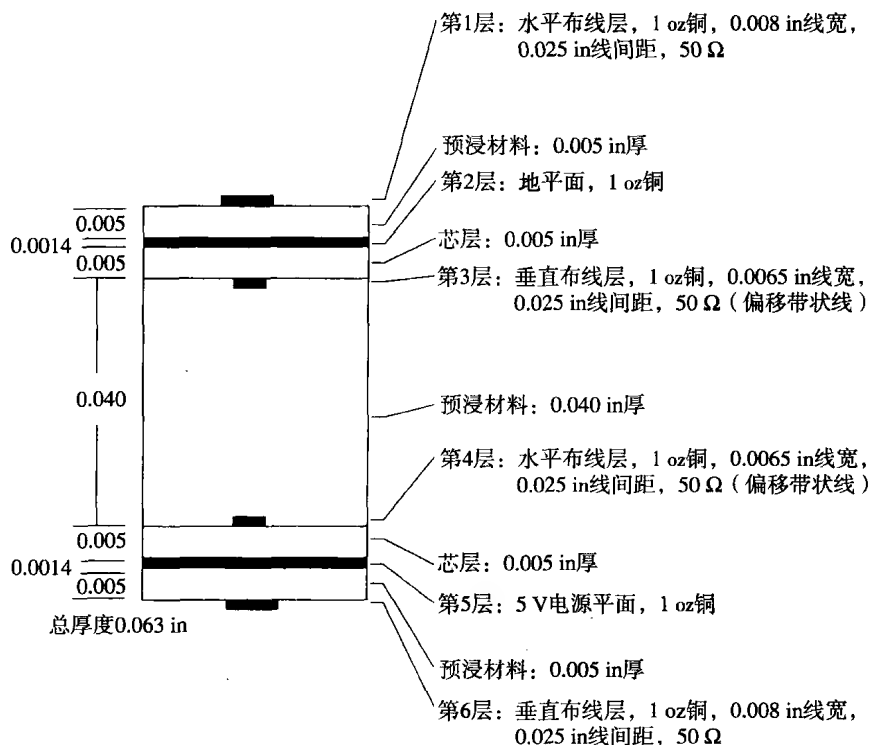 第1层：水平布线层，1 oz铜，0.008 in线宽，
0.025 in线间距，50 Ω
预浸材料：0.005 in厚
第2层：地平面，1 oz铜
芯层：0.005 in厚
第3层：垂直布线层，1 oz铜，0.0065 in线宽，
0.025 in线间距，50 Ω（偏移带状线）
预浸材料：0.040 in厚
第4层：水平布线层，1 oz铜，0.0065 in线宽，
0.025 in线间距，50 Ω（偏移带状线）
芯层：0.005 in厚
第5层：5 V电源平面，1 oz铜
预浸材料：0.005 in厚
第6层：垂直布线层，1 oz铜，0.008 in线宽，
0.025 in线间距，50 Ω
0.005
0.0014
0.005
0.040
0.005
0.0014
0.005
总厚度0.063 in